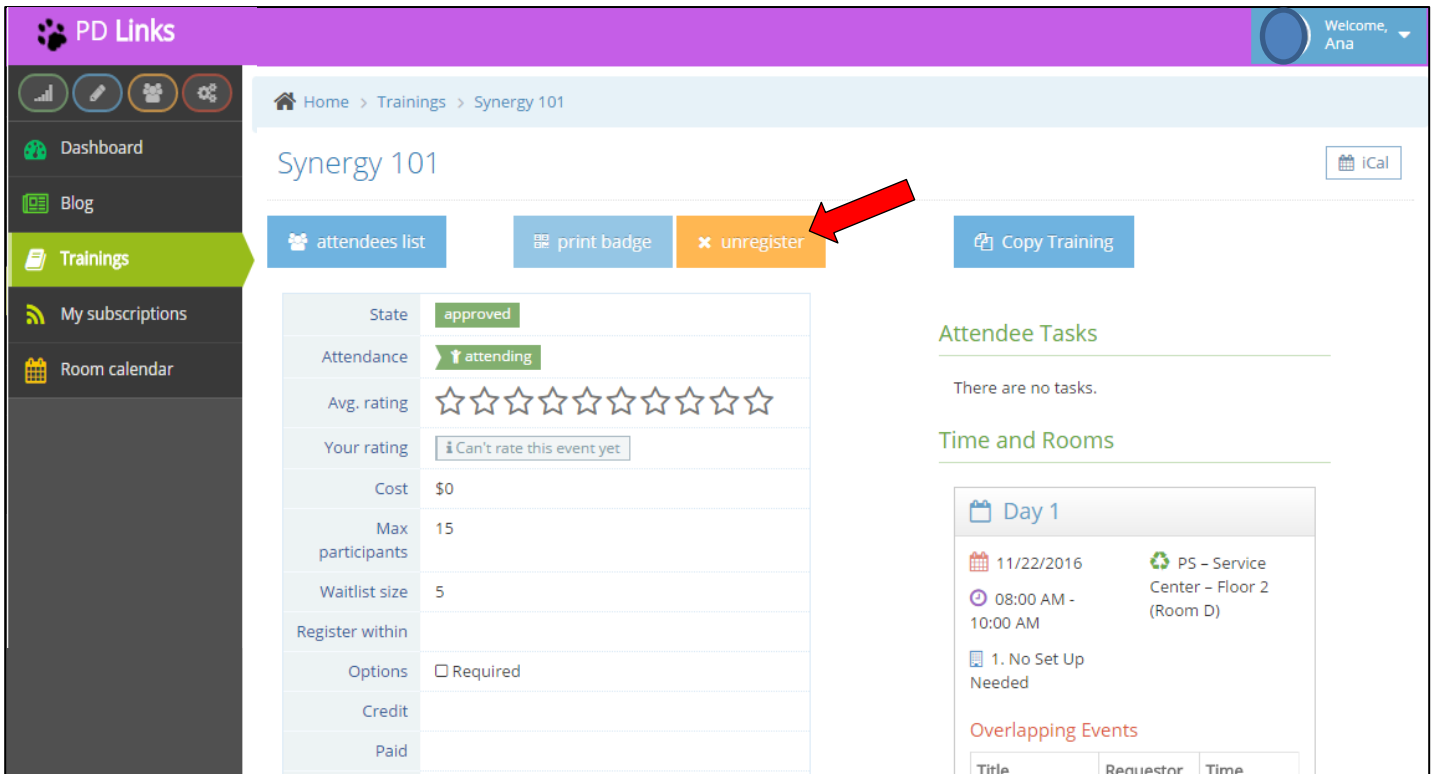 PD Links
Welcome,
Ana
Home > Trainings > Synergy 101
Dashboard
Blog
Trainings
My subscriptions
Room calendar
Synergy 101
iCal
attendees list
print badge
unregister
Copy Training
State approved
Attendance attending
Avg. rating
Your rating Can't rate this event yet
Cost $0
Max 15
participants
Waitlist size 5
Register within
Options Required
Credit
Paid
Attendee Tasks
There are no tasks.
Time and Rooms
Day 1
11/22/2016
08:00 AM -
10:00 AM
1. No Set Up
Needed
PS – Service
Center – Floor 2
(Room D)
Overlapping Events
Title Requestor Time